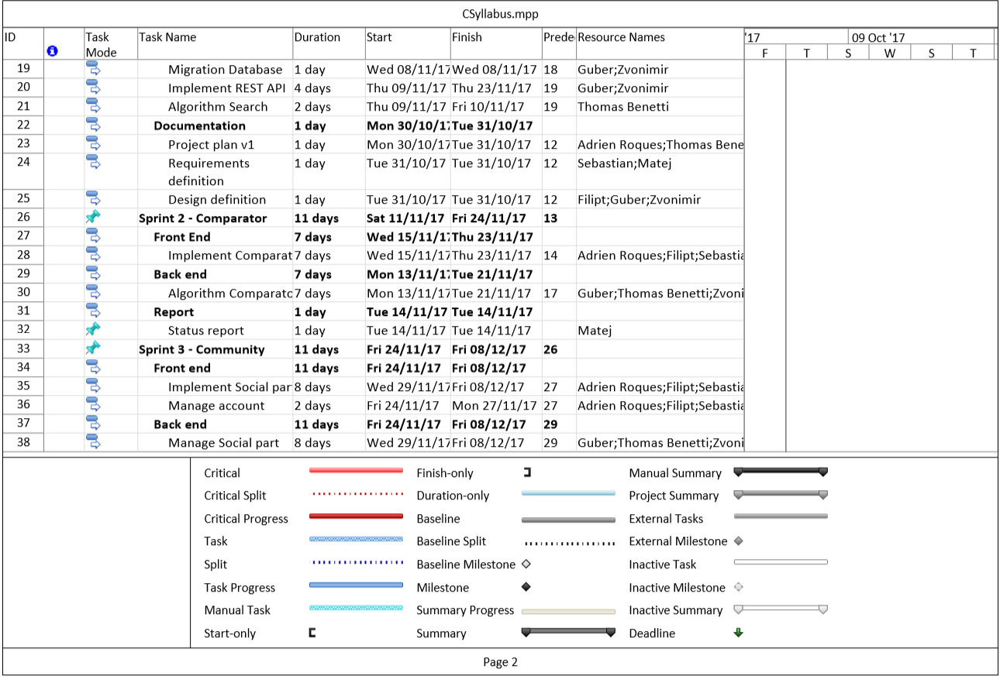 CSyllabus.mpp
ID Task Mode Task Name Duration Start Finish Prede Resource Names '17 09 Oct '17
F T S W S T
19 Migration Database 1 day Wed 08/11/17 Wed 08/11/17 18 Guber;Zvonimir
20 Implement REST API 4 days Thu 09/11/17 Thu 23/11/17 19 Guber;Zvonimir
21 Algorithm Search 2 days Thu 09/11/17 Fri 10/11/17 19 Thomas Benetti
22 Documentation 1 day Mon 30/10/17 Tue 31/10/17
23 Project plan v1 1 day Mon 30/10/17 Tue 31/10/17 12 Adrien Roques;Thomas Bene
24 Requirements definition 1 day Tue 31/10/17 Tue 31/10/17 12 Sebastian;Matej
25 Design definition 1 day Tue 31/10/17 Tue 31/10/17 12 Filipt;Guber;Zvonimir
26 Sprint 2 - Comparator 11 days Sat 11/11/17 Fri 24/11/17 13
27 Front End 7 days Wed 15/11/17 Thu 23/11/17
28 Implement Comparat 7 days Wed 15/11/17 Thu 23/11/17 14 Adrien Roques;Filipt;Sebastia
29 Back end 7 days Mon 13/11/17 Tue 21/11/17
30 Algorithm Comparato 7 days Mon 13/11/17 Tue 21/11/17 17 Guber;Thomas Benetti;Zvoni
31 Report 1 day Tue 14/11/17 Tue 14/11/17
32 Status report 1 day Tue 14/11/17 Tue 14/11/17 Matej
33 Sprint 3 - Community 11 days Fri 24/11/17 Fri 08/12/17 26
34 Front end 11 days Fri 24/11/17 Fri 08/12/17
35 Implement Social par 8 days Wed 29/11/17 Fri 08/12/17 27 Adrien Roques;Filipt;Sebastia
36 Manage account 2 days Fri 24/11/17 Mon 27/11/17 27 Adrien Roques;Filipt;Sebastia
37 Back end 11 days Fri 24/11/17 Fri 08/12/17 29
38 Manage Social part 8 days Wed 29/11/17 Fri 08/12/17 29 Guber;Thomas Benetti;Zvoni
Critical Finish-only Manual Summary
Critical Split Duration-only Project Summary
Critical Progress Baseline External Tasks
Task Baseline Split External Milestone
Split Baseline Milestone Inactive Task
Task Progress Milestone Inactive Milestone
Manual Task Summary Progress Inactive Summary
Start-only Summary Deadline
Page 2